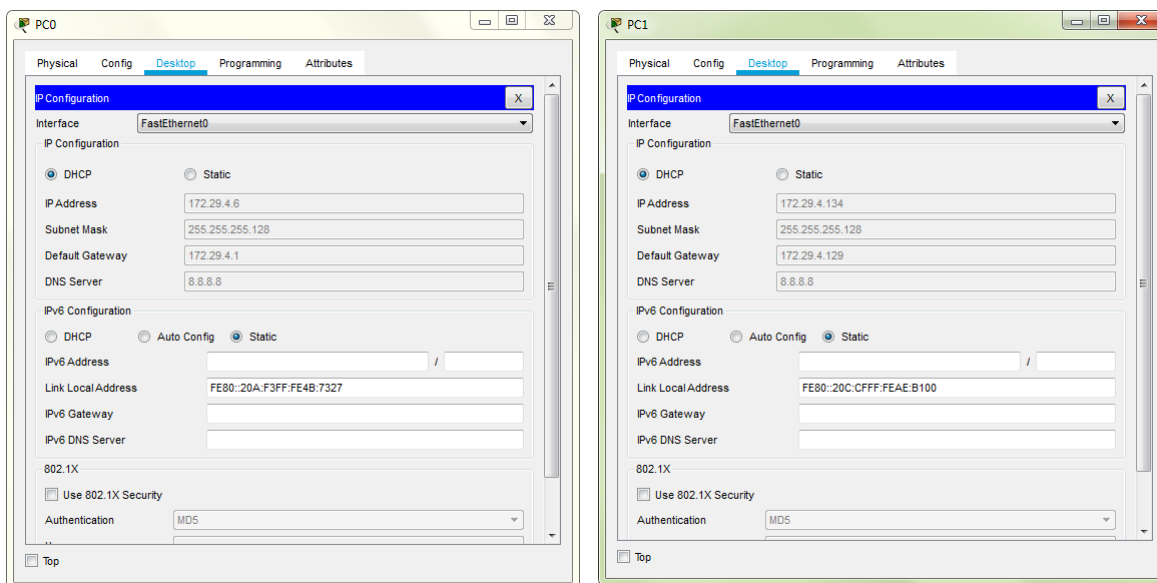 PC0
Physical Config Desktop Programming Attributes
IP Configuration X
Interface FastEthernet0
IP Configuration
DHCP Static
IP Address 172.29.4.6
Subnet Mask 255.255.255.128
Default Gateway 172.29.4.1
DNS Server 8.8.8.8
IPv6 Configuration
DHCP Auto Config Static
IPv6 Address /
Link Local Address FE80::20A:F3FF:FE4B:7327
IPv6 Gateway
IPv6 DNS Server
802.1X
Use 802.1X Security
Authentication MD5
Top
PC1
Physical Config Desktop Programming Attributes
IP Configuration X
Interface FastEthernet0
IP Configuration
DHCP Static
IP Address 172.29.4.134
Subnet Mask 255.255.255.128
Default Gateway 172.29.4.129
DNS Server 8.8.8.8
IPv6 Configuration
DHCP Auto Config Static
IPv6 Address /
Link Local Address FE80::20C:CFFF:FEAE:B100
IPv6 Gateway
IPv6 DNS Server
802.1X
Use 802.1X Security
Authentication MD5
Top